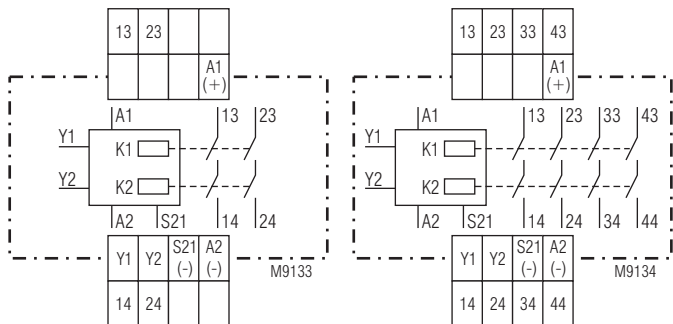 13 23
A1
(+)
A1
13 23
Y1
K1
Y2
K2
A2 S21 14 24
Y1 Y2 S21 (-) A2 (-)
M9133
14 24
13 23 33 43
A1
(+)
A1
13 23 33 43
Y1
K1
Y2
K2
A2 S21 14 24 34 44
Y1 Y2 S21 (-) A2 (-)
M9134
14 24 34 44